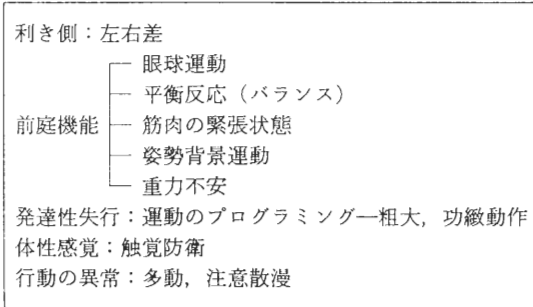 利き側：左右差
眼球運動
平衡反応（バランス）
前庭機能 筋肉の緊張状態
姿勢背景運動
重力不安
発達性失行：運動のプログラミング―粗大，功緻動作
体性感覚：触覚防衛
行動の異常：多動，注意散漫